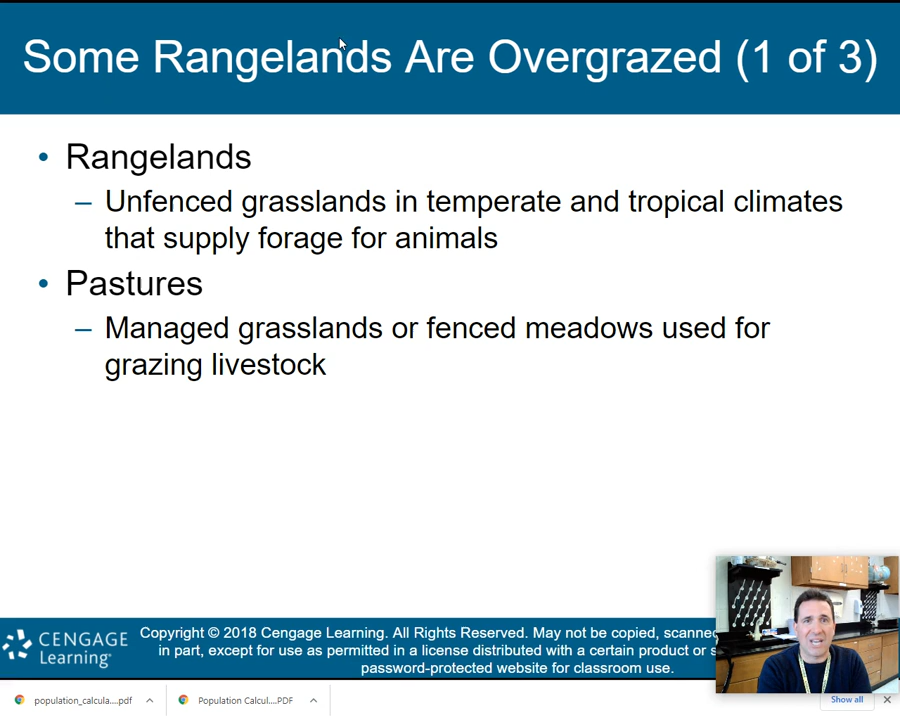 Some Rangelands Are Overgrazed (1 of 3)
• Rangelands
– Unfenced grasslands in temperate and tropical climates
that supply forage for animals
• Pastures
– Managed grasslands or fenced meadows used for
grazing livestock
CENGAGE
Learning®
Copyright © 2018 Cengage Learning. All Rights Reserved. May not be copied, scanned
in part, except for use as permitted in a license distributed with a certain product or s
password-protected website for classroom use.
population_calcula....pdf
Population Calcul....PDF
Show all